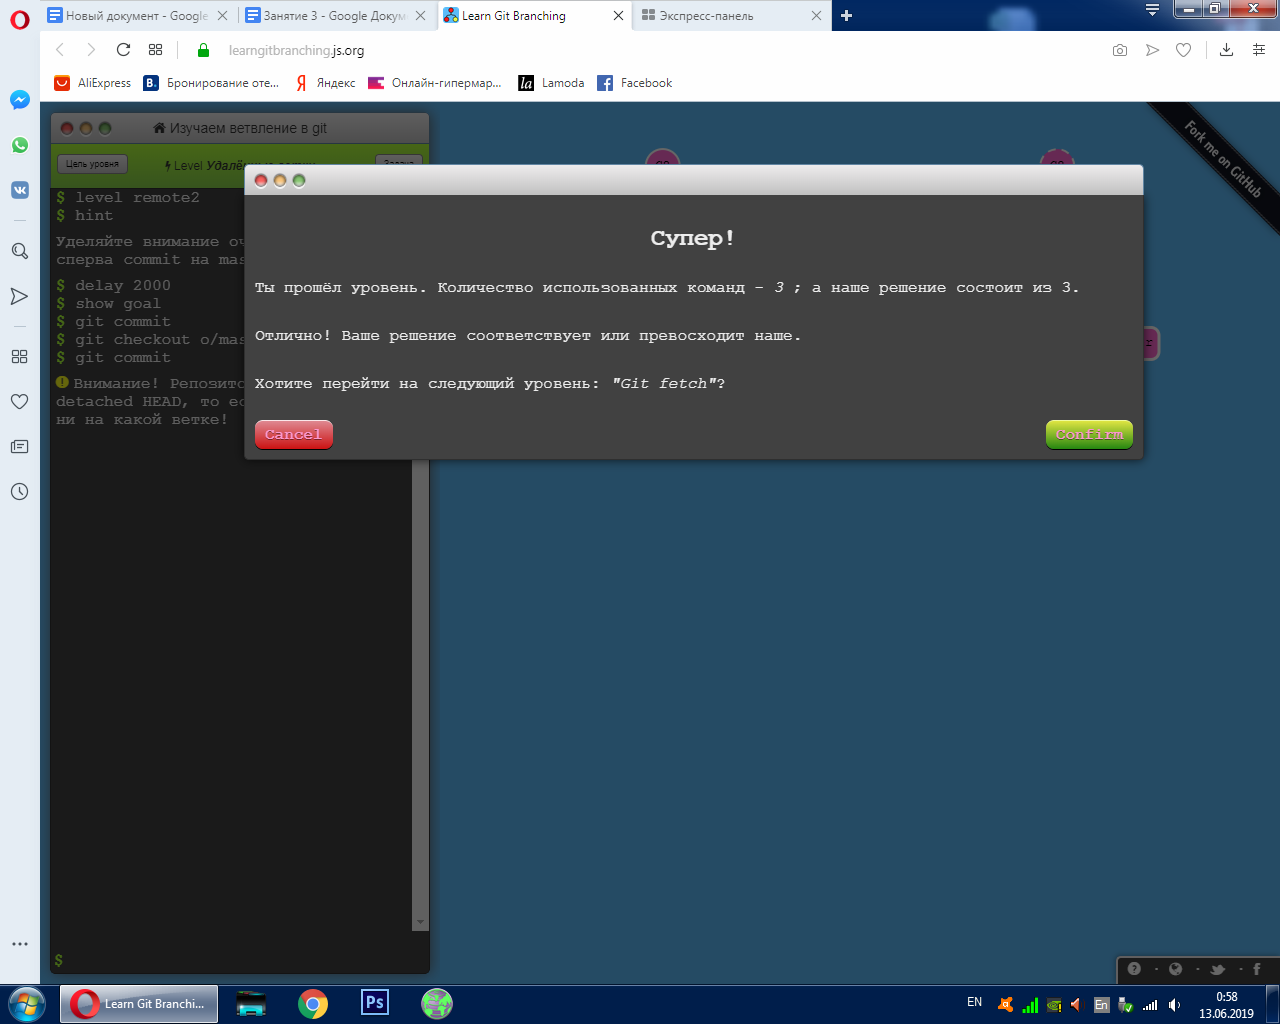 Новый документ - Google
Занятие 3 - Google Докум
Learn Git Branching
Экспресс-панель
learngitbranching.js.org
AliExpress
B.
Бронирование оте...
Я
Яндекс
Онлайн-гипермар...
la
Lamoda
Facebook
Изучаем ветвление в git
Fork me on GitHub
Цель уровня
Level
$ level remote2
$ hint
Уделяйте внимание
сперва commit на
$ delay 2000
$ show goal
$ git commit
$ git checkout
$ git commit
Внимание!
detached HEAD, то
ни на какой ветке!
$
Супер!
Ты прошёл уровень. Количество использованных команд – 3 ; а наше решение состоит из 3.
Отлично! Ваше решение соответствует или превосходит наше.
Хотите перейти на следующий уровень: "Git fetch"?
Cancel
Confirm
Learn Git Branchi...
Ps
EN
En
0:58
13.06.2019